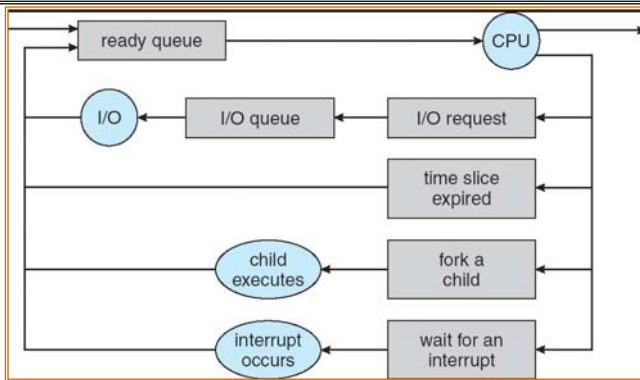 ready queue
CPU
I/O
I/O queue
I/O request
time slice
expired
child
executes
fork a
child
interrupt
occurs
wait for an
interrupt